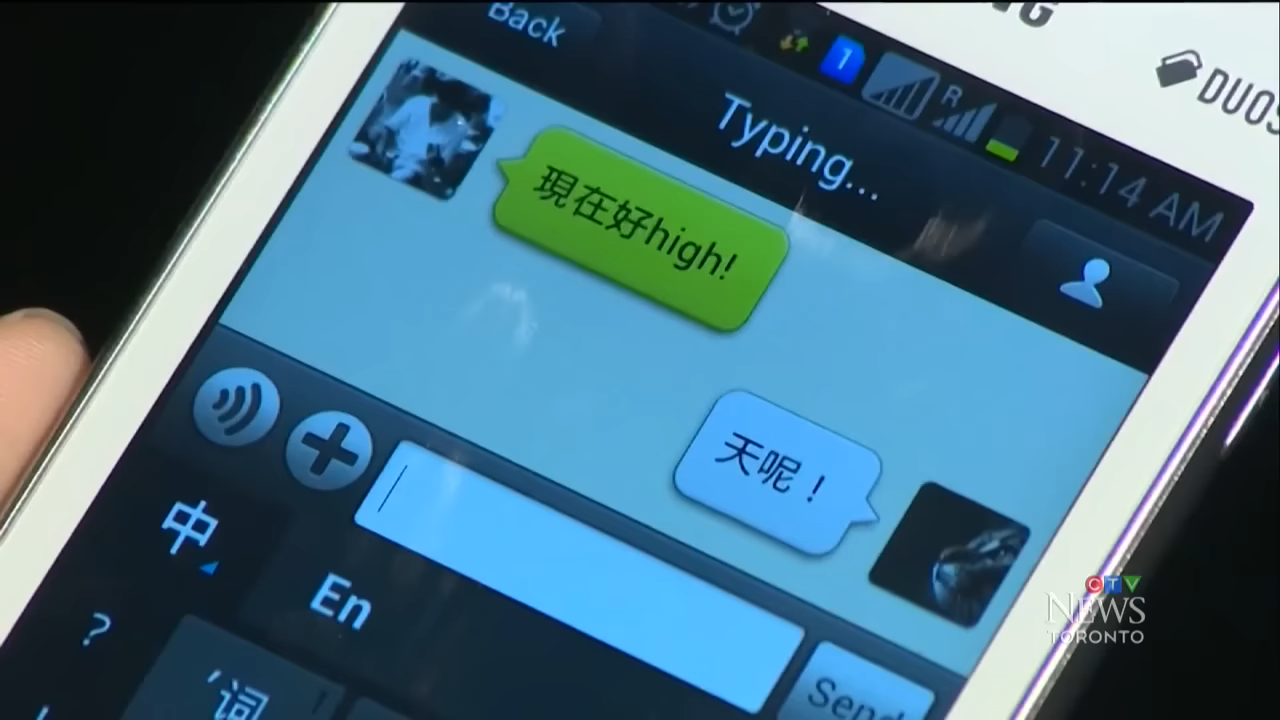 Back
1
R
11:14 AM
DUOS
Typing...
現在好high!
天呢！
中
En
?
'词
Send
CTV
NEWS
TORONTO